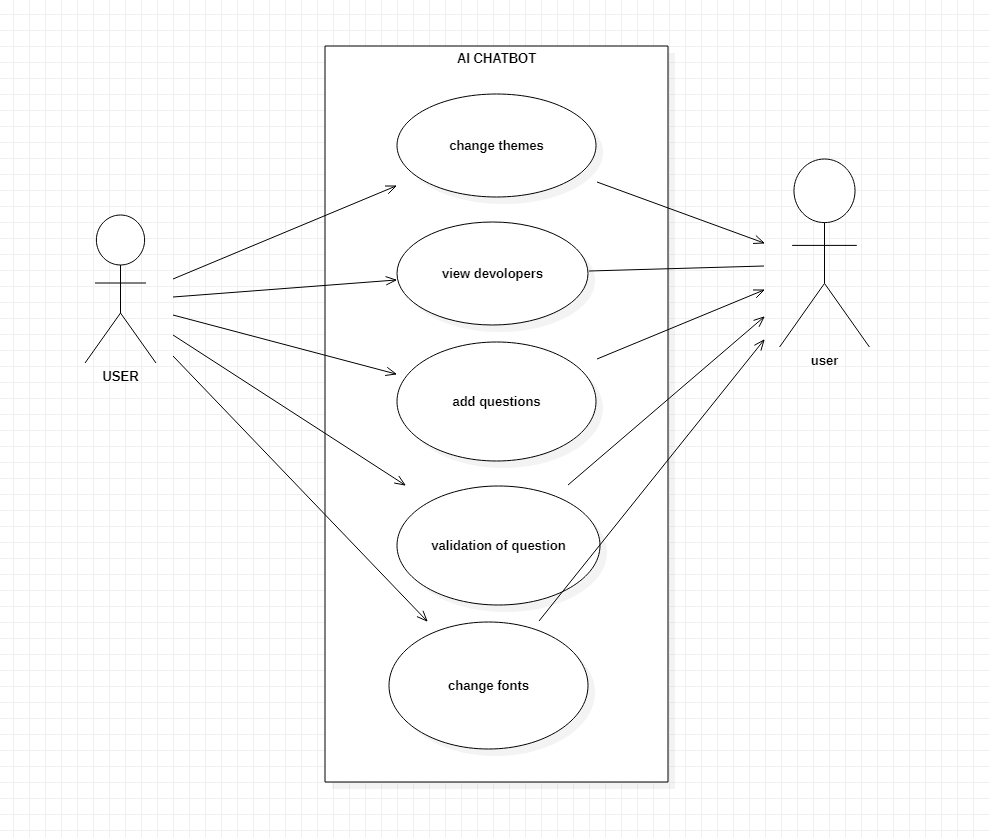 AI CHATBOT
change themes
view devolopers
add questions
validation of question
change fonts
USER
user